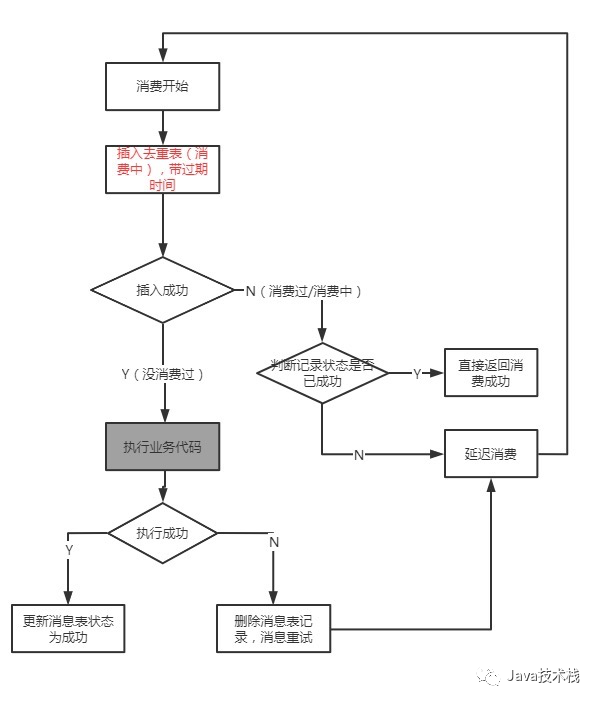 消费开始
插入去重表（消
费中），带过期
时间
插入成功
N（消费过/消费中）
Y（没消费过）
判断记录状态是否
已成功
Y
直接返回消
费成功
N
延迟消费
执行业务代码
执行成功
Y
N
更新消息表状态
为成功
删除消息表记
录，消息重试
Java技术栈